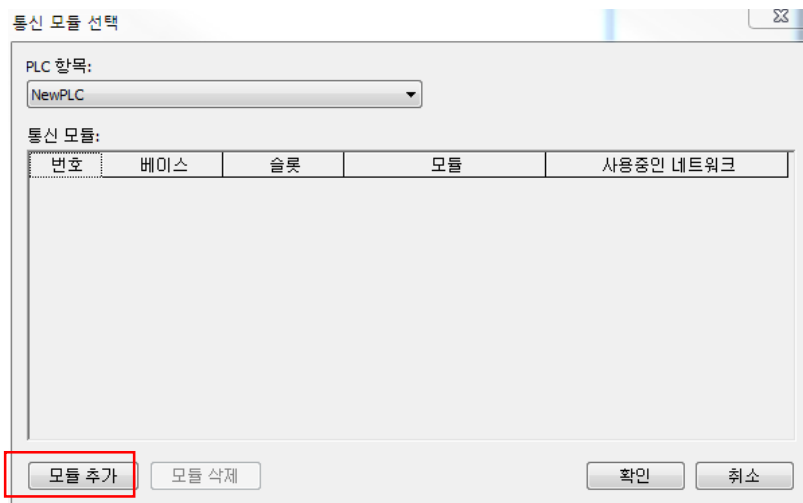 통신 모듈 선택
PLC 항목:
NewPLC
통신 모듈:
번호 베이스 슬롯 모듈 사용중인 네트워크
모듈 추가 모듈 삭제 확인 취소